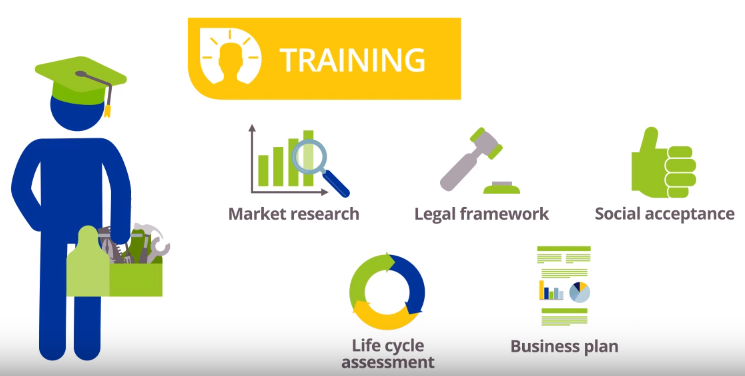 TRAINING
Market research
Legal framework
Social acceptance
Life cycle
assessment
Business plan